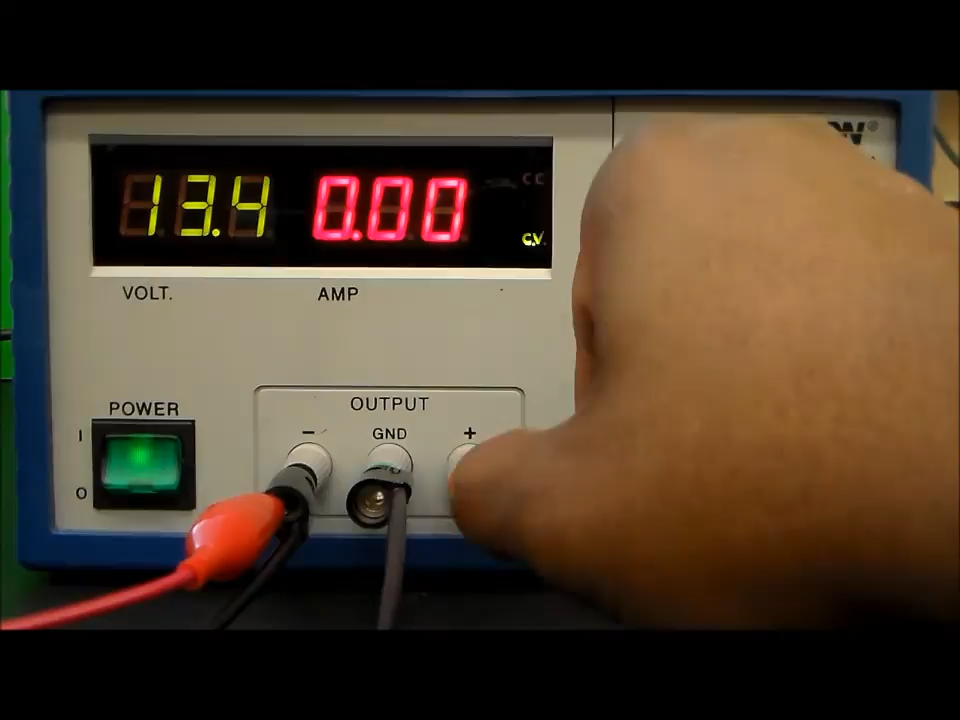 13.4 0.00 CC
C.V.
VOLT. AMP
POWER
OUTPUT
I
- GND +
O